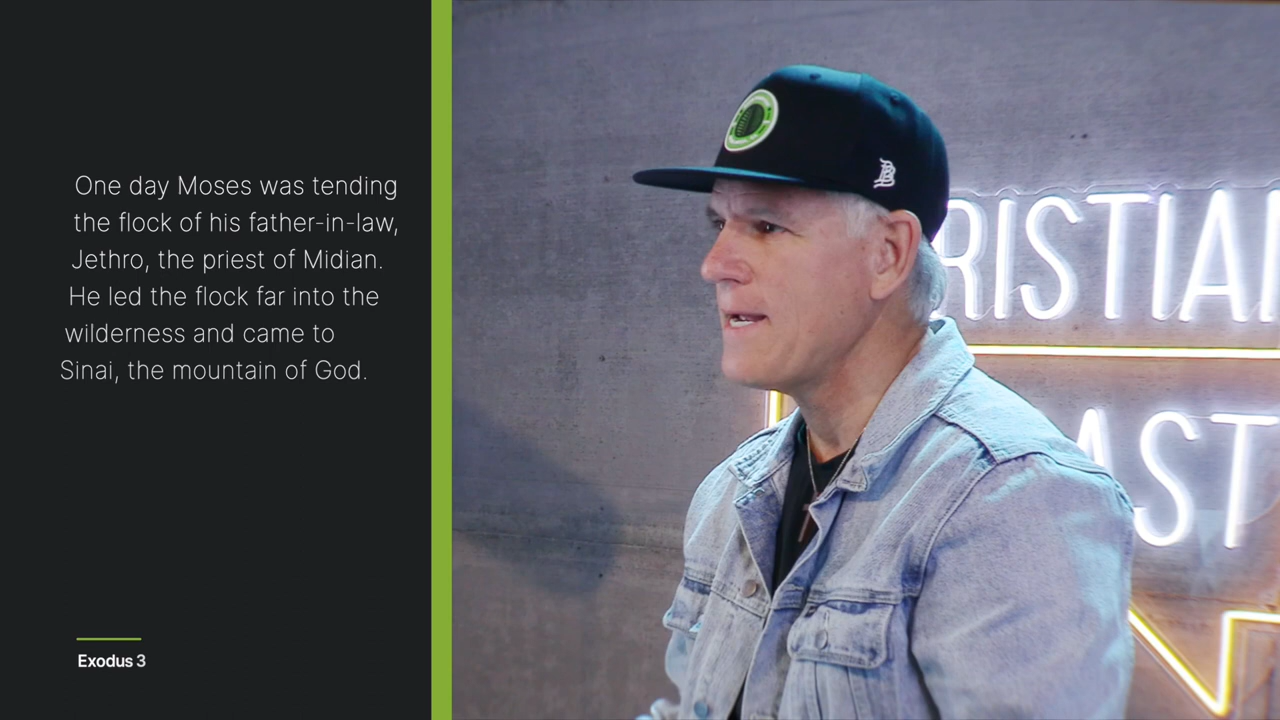 One day Moses was tending
the flock of his father-in-law,
Jethro, the priest of Midian.
He led the flock far into the
wilderness and came to
Sinai, the mountain of God.
Exodus 3
RISTIA
AST
B